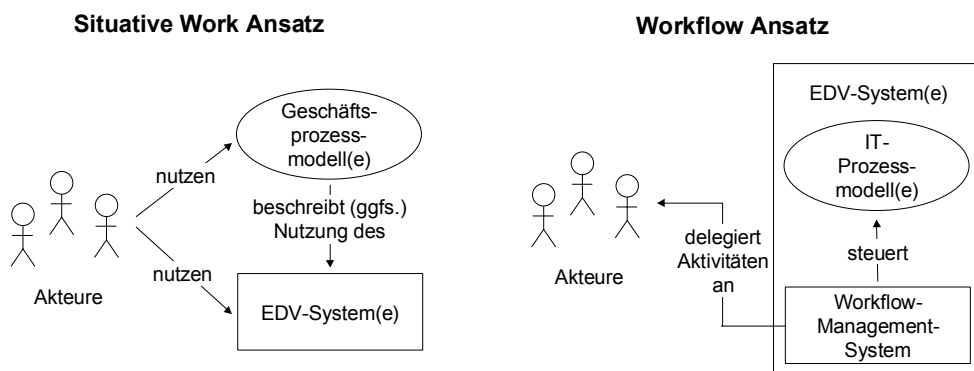 Situative Work Ansatz
Geschäfts-
prozess-
modell(e)
nutzen
beschreibt (ggfs.)
Nutzung des
nutzen
Akteure
EDV-System(e)
Workflow Ansatz
EDV-System(e)
IT-
Prozess-
modell(e)
delegiert
Aktivitäten
an
steuert
Akteure
Workflow-
Management-
System